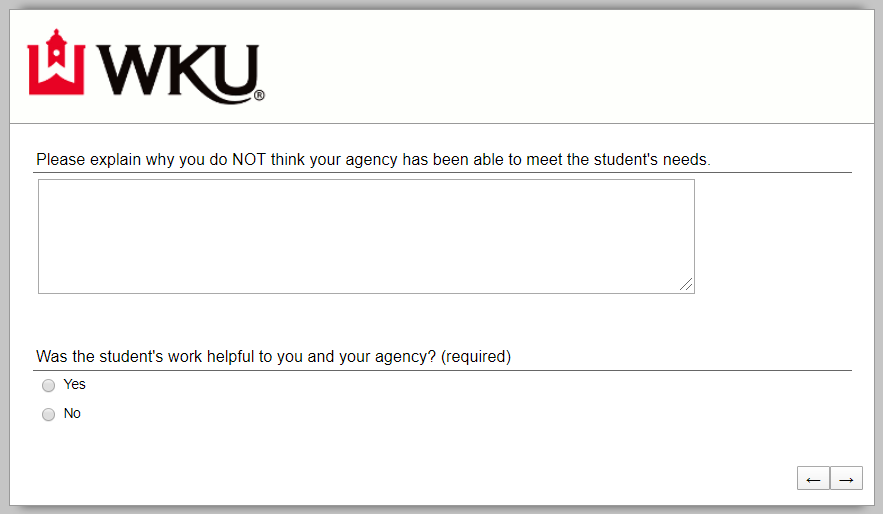 WKU®
Please explain why you do NOT think your agency has been able to meet the student's needs.
Was the student's work helpful to you and your agency? (required)
Yes
No
← →